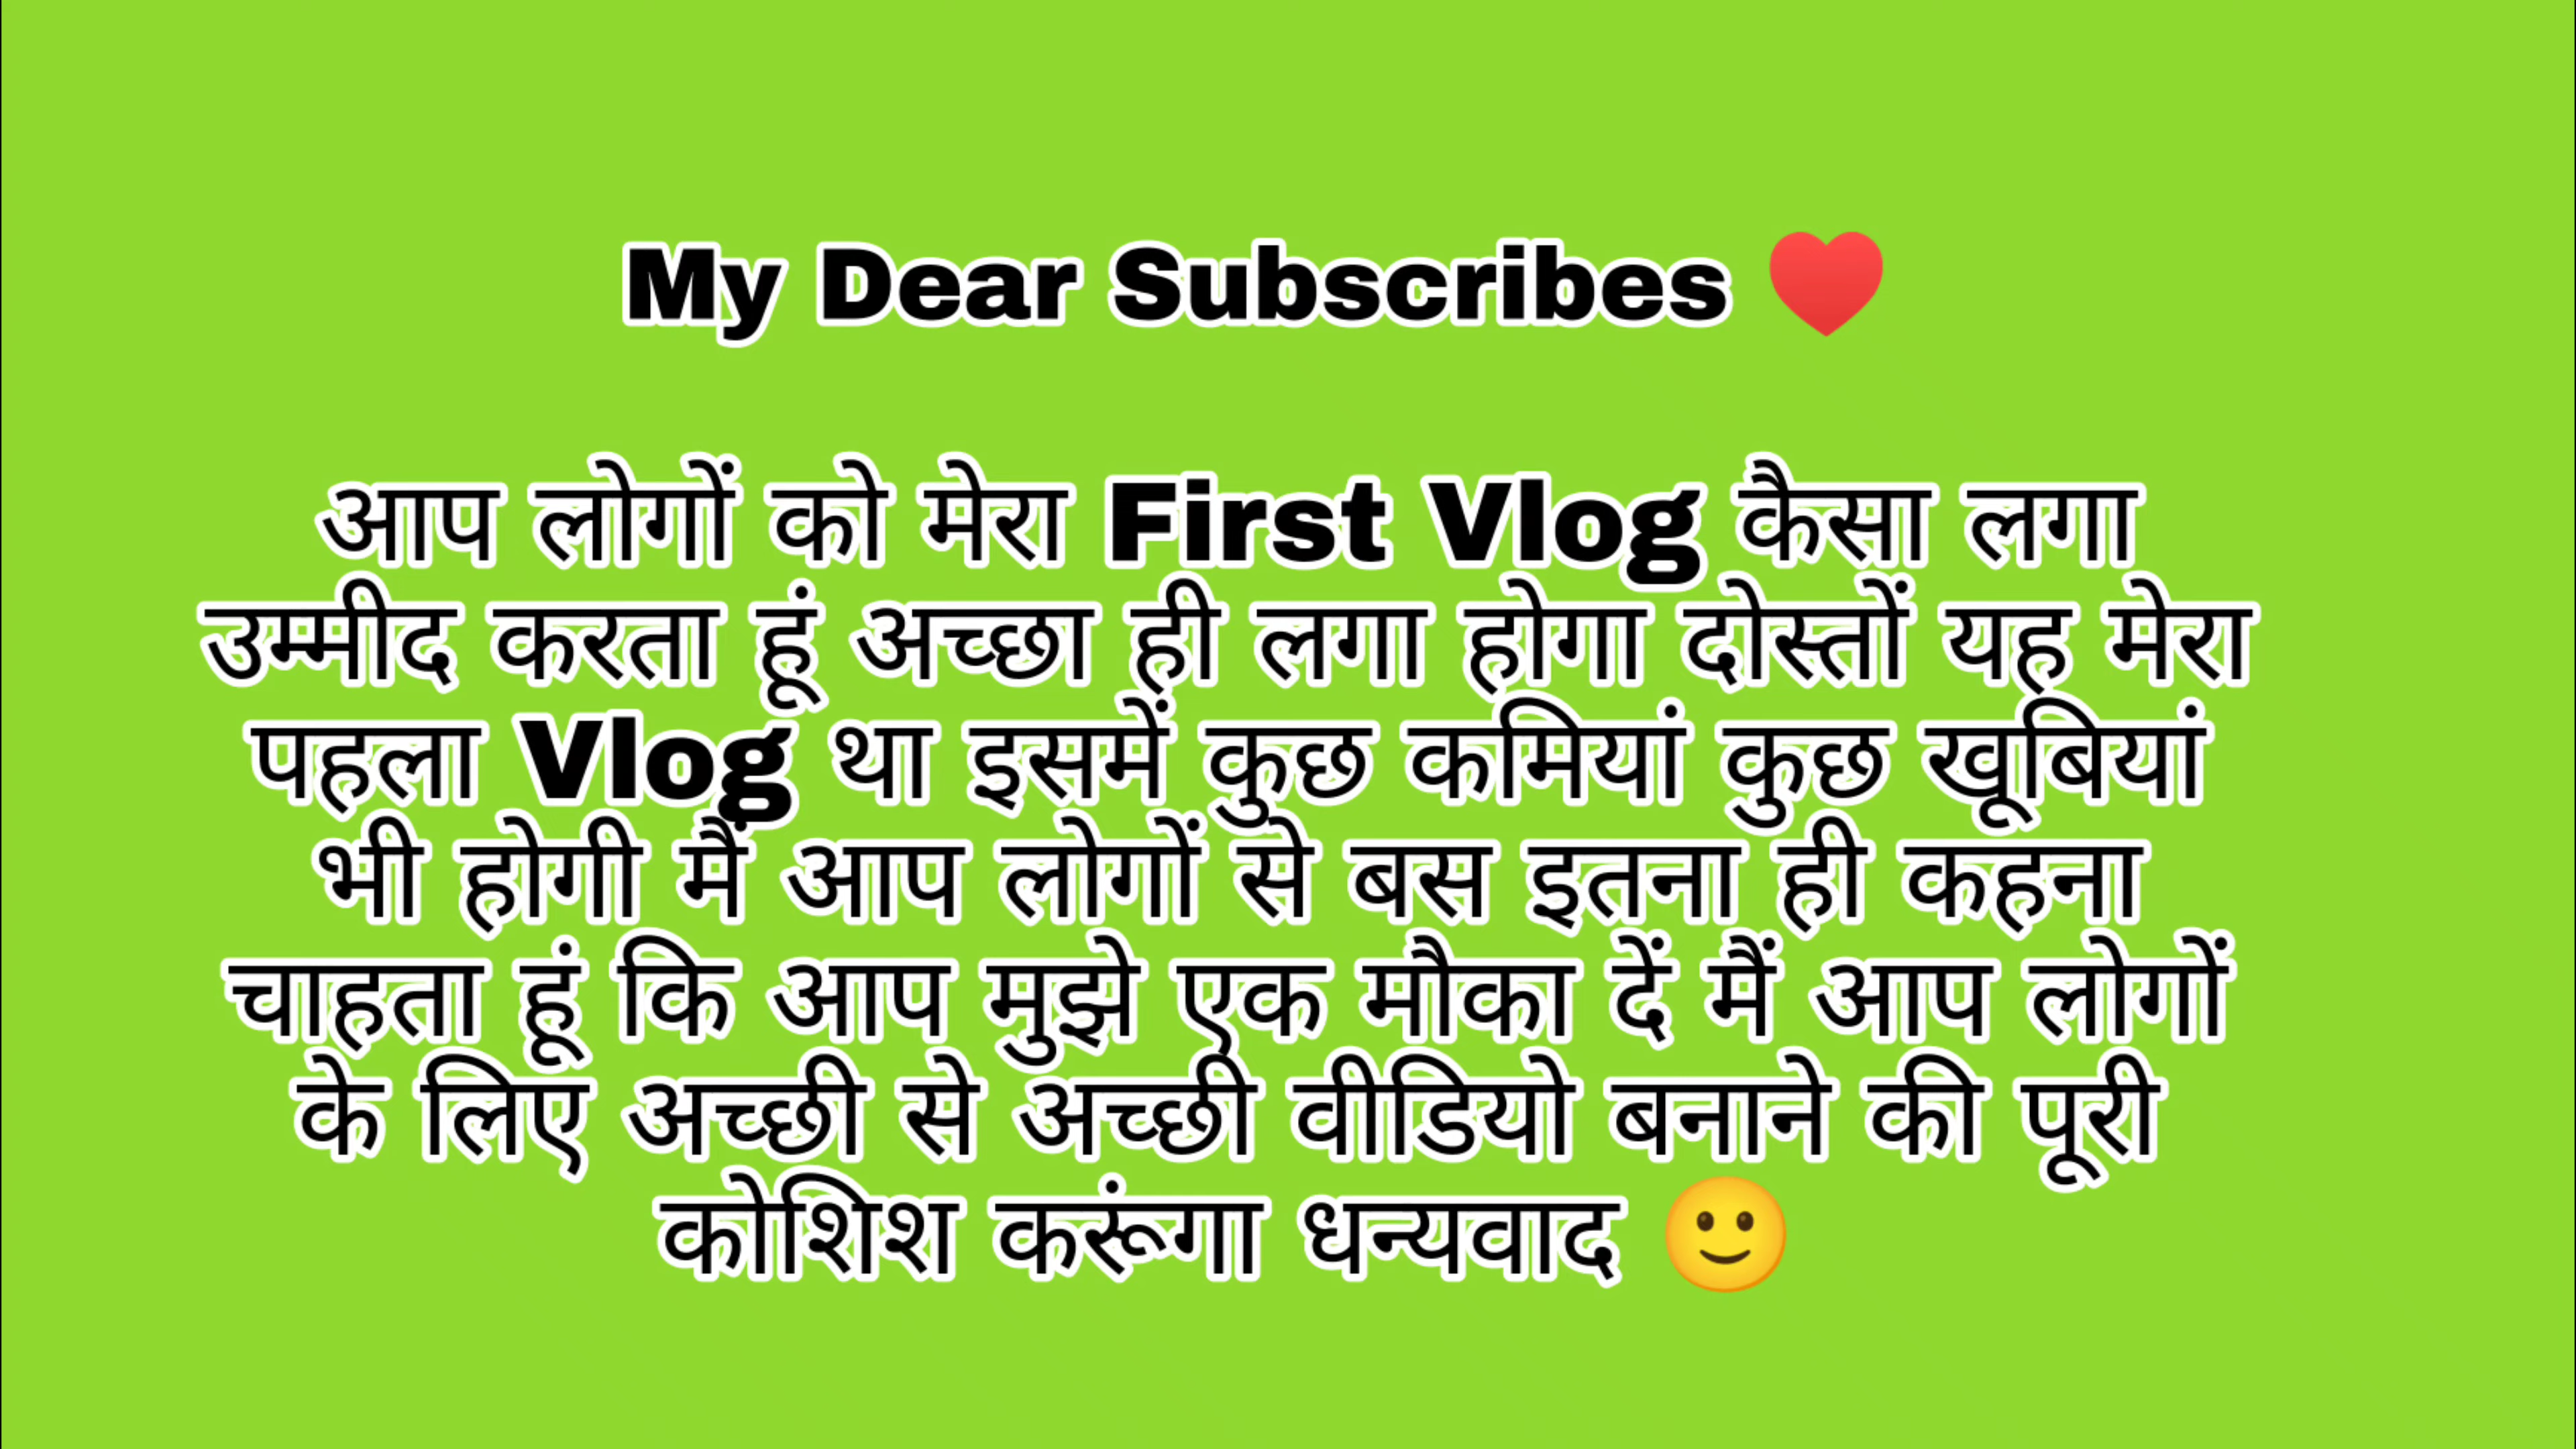 My Dear Subscribes ♥️
आप लोगों को मेरा First Vlog कैसा लगा
उम्मीद करता हूं अच्छा ही लगा होगा दोस्तों यह मेरा
पहला Vlog था इसमें कुछ कमियां कुछ खूबियां
भी होगी मैं आप लोगों से बस इतना ही कहना
चाहता हूं कि आप मुझे एक मौका दें मैं आप लोगों
के लिए अच्छी से अच्छी वीडियो बनाने की पूरी
कोशिश करूंगा धन्यवाद 🙂